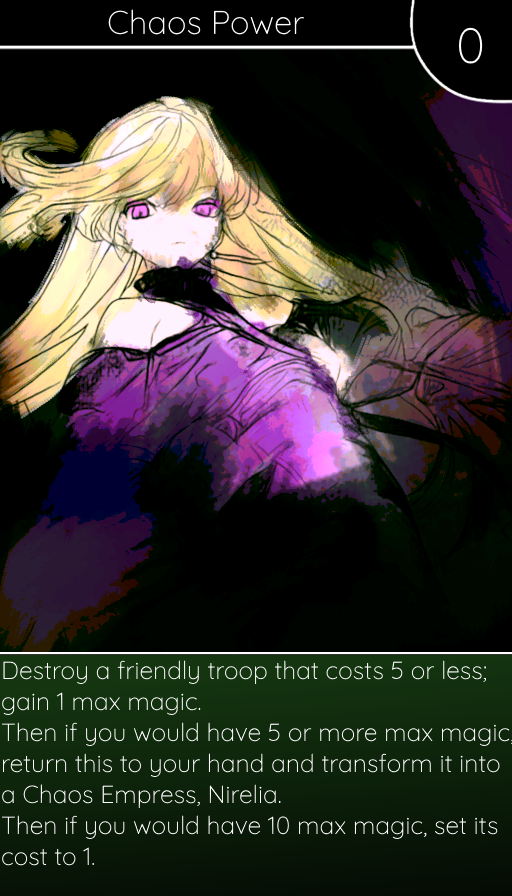 Chaos Power
0
Destroy a friendly troop that costs 5 or less;
gain 1 max magic.
Then if you would have 5 or more max magic,
return this to your hand and transform it into
a Chaos Empress, Nirelia.
Then if you would have 10 max magic, set its
cost to 1.